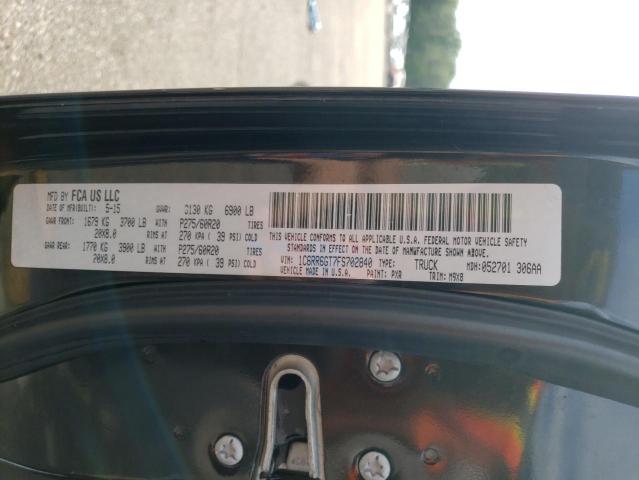 MFD BY FCA US LLC
DATE OF MFR(BUILT): 5-15 GVWR: 3130 KG 6900 LB
GAWR FRONT: 1679 KG 3700 LB WITH P275/60R20 TIRES
20X8.0 RIMS AT 270 KPA ( 39 PSI) COLD
GAWR REAR: 1770 KG 3900 LB WITH P275/60R20 TIRES
20X8.0 RIMS AT 270 KPA ( 39 PSI) COLD
THIS VEHICLE CONFORMS TO ALL APPLICABLE U.S.A. FEDERAL MOTOR VEHICLE SAFETY
STANDARDS IN EFFECT ON THE DATE OF MANUFACTURE SHOWN ABOVE.
VIN: 1C6RR6GT7FS702840 TYPE: TRUCK MDH: 052701 306AA
PAINT: PXR TRIM: M9X8